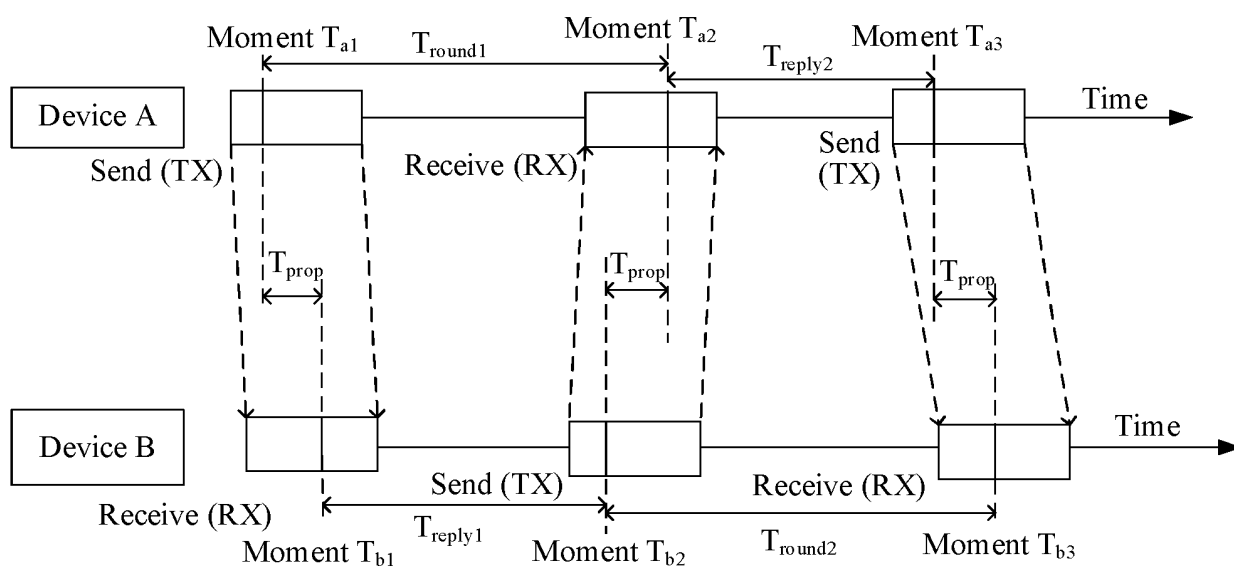 Moment Ta1
Tround1
Moment Ta2
Moment Ta3
Treply2
Device A
Time
Send (TX)
Receive (RX)
Send
(TX)
Tprop
Tprop
Tprop
Device B
Time
Send (TX)
Receive (RX)
Receive (RX)
Treply1
Tround2
Moment Tb1
Moment Tb2
Moment Tb3